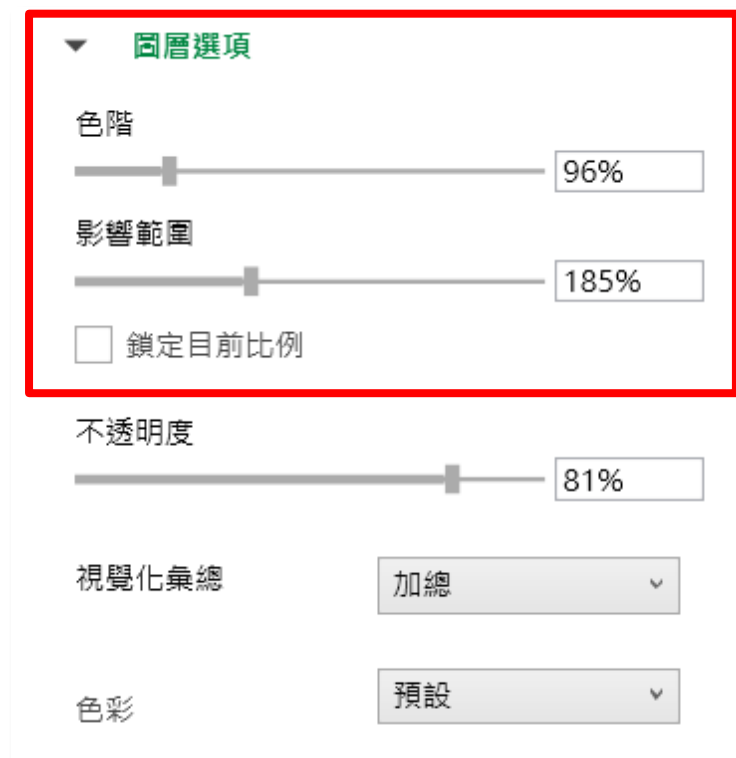 圖層選項
色階
96%
影響範圍
185%
鎖定目前比例
不透明度
81%
視覺化彙總
加總
色彩
預設